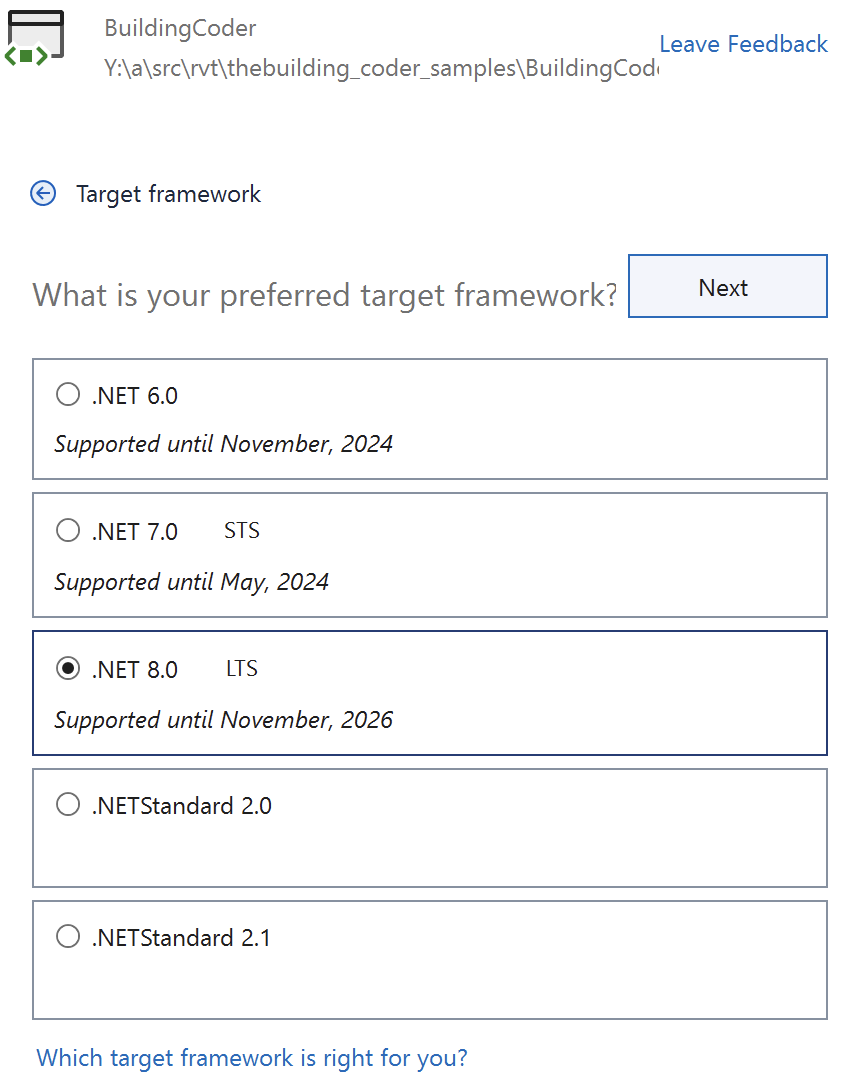 BuildingCoder
Leave Feedback
Y:\a\src\rvt\thebuilding_coder_samples\BuildingCod
Target framework
What is your preferred target framework?
Next
.NET 6.0
Supported until November, 2024
.NET 7.0 STS
Supported until May, 2024
.NET 8.0 LTS
Supported until November, 2026
.NETStandard 2.0
.NETStandard 2.1
Which target framework is right for you?